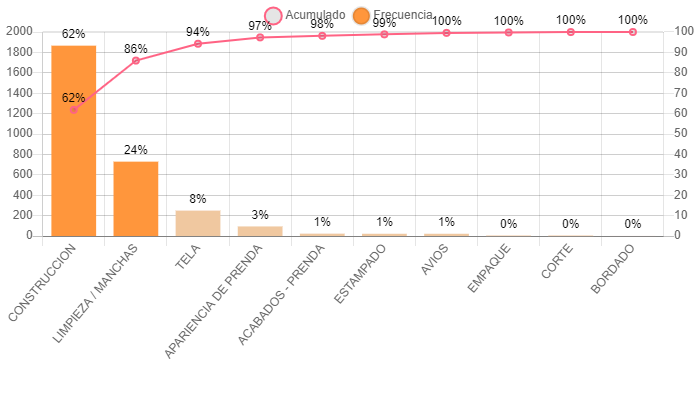 Acumulado Frecuencia
2000 1800 1600 1400 1200 1000 800 600 400 200 0
100 90 80 70 60 50 40 30 20 10 0
62% 86% 94% 97% 98% 99% 100% 100% 100% 100%
62% 24% 8% 3% 1% 1% 1% 0% 0% 0%
CONSTRUCCION
LIMPIEZA / MANCHAS
TELA
APARIENCIA DE PRENDA
ACABADOS - PRENDA
ESTAMPADO
AVIOS
EMPAQUE
CORTE
BORDADO